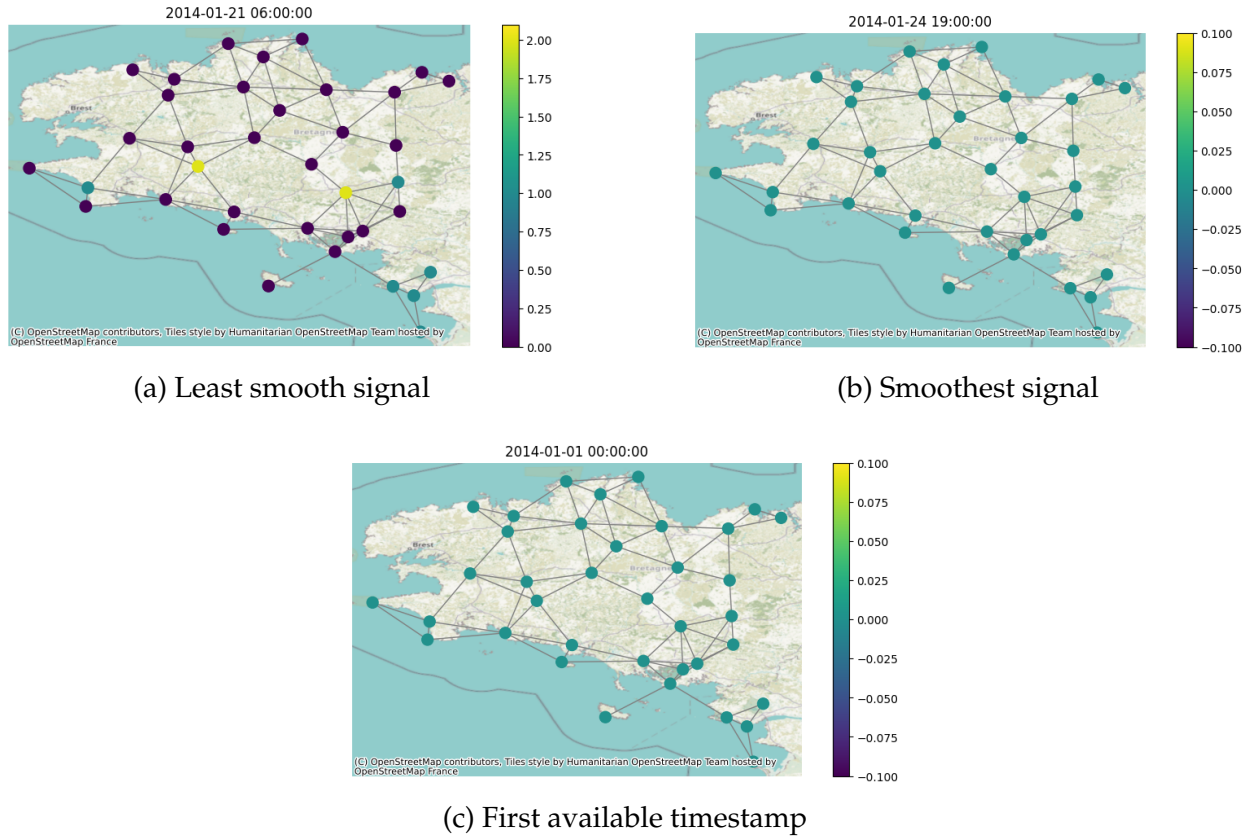 2014-01-21 06:00:00
Brest
Bretagne
2.00
1.75
1.50
1.25
1.00
0.75
0.50
0.25
0.00
(C) OpenStreetMap contributors, Tiles style by Humanitarian OpenStreetMap Team hosted by
OpenStreetMap France
(a) Least smooth signal
2014-01-24 19:00:00
Brest
Bretagne
0.100
0.075
0.050
0.025
0.000
−0.025
−0.050
−0.075
−0.100
(C) OpenStreetMap contributors, Tiles style by Humanitarian OpenStreetMap Team hosted by
OpenStreetMap France
(b) Smoothest signal
2014-01-01 00:00:00
Brest
Bretagne
0.100
0.075
0.050
0.025
0.000
−0.025
−0.050
−0.075
−0.100
(C) OpenStreetMap contributors, Tiles style by Humanitarian OpenStreetMap Team hosted by
OpenStreetMap France
(c) First available timestamp